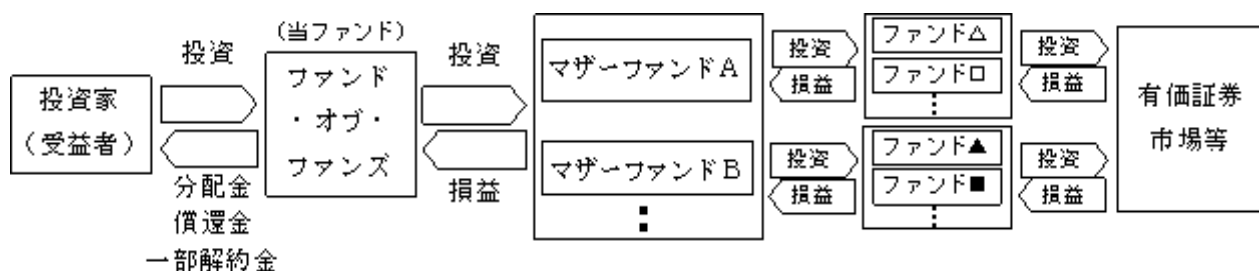 投資家
(受益者)
投資
分配金
償還金
一部解約金
(当ファンド)
ファンド
・オブ・
ファンズ
投資
損益
マザーファンドA
マザーファンドB
投資
損益
投資
損益
ファンド△
ファンド□
ファンド▲
ファンド■
投資
損益
投資
損益
有価証券
市場等